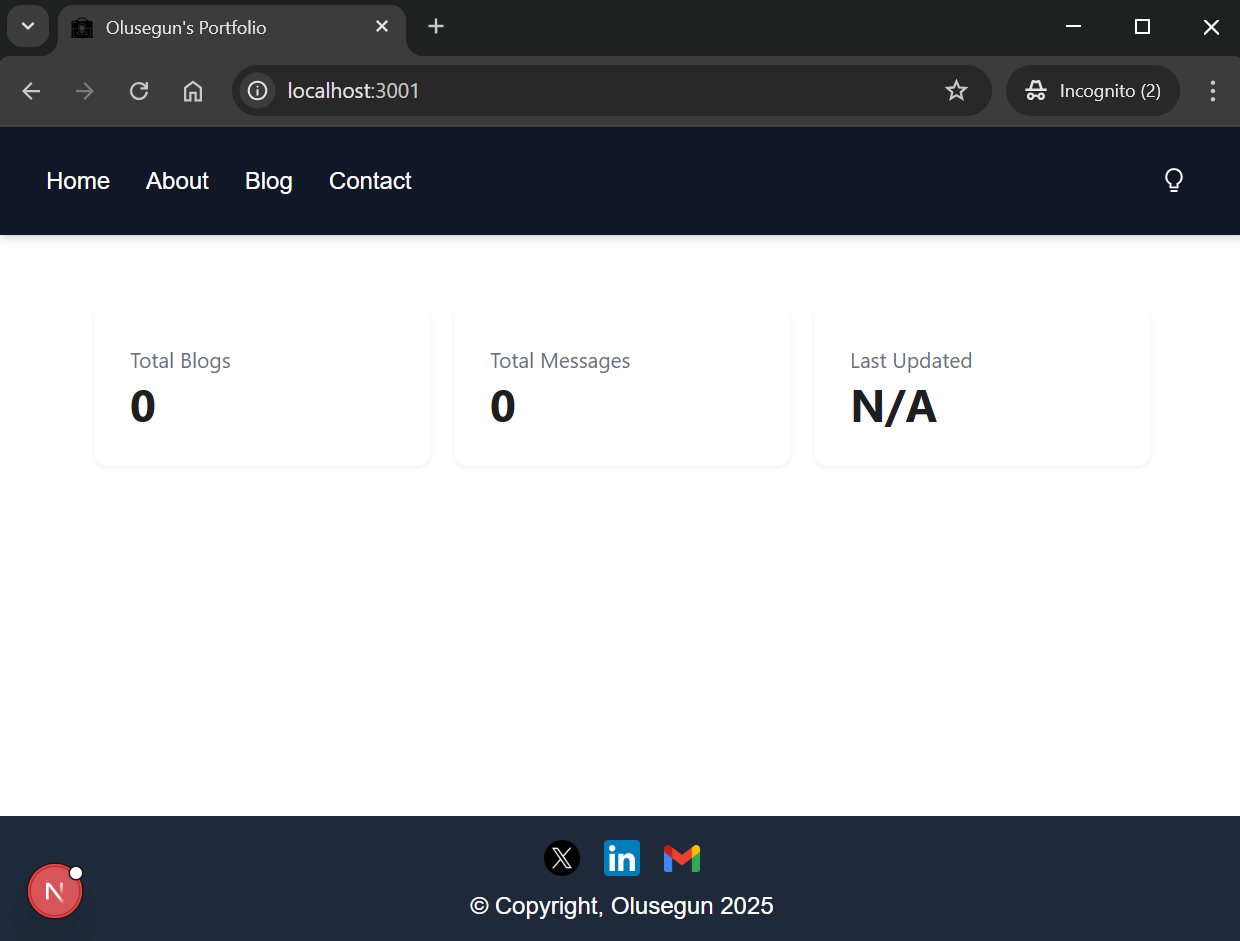 Olusegun's Portfolio
localhost:3001
Incognito (2)
Home About Blog Contact
Total Blogs
0
Total Messages
0
Last Updated
N/A
X in M
N
© Copyright, Olusegun 2025